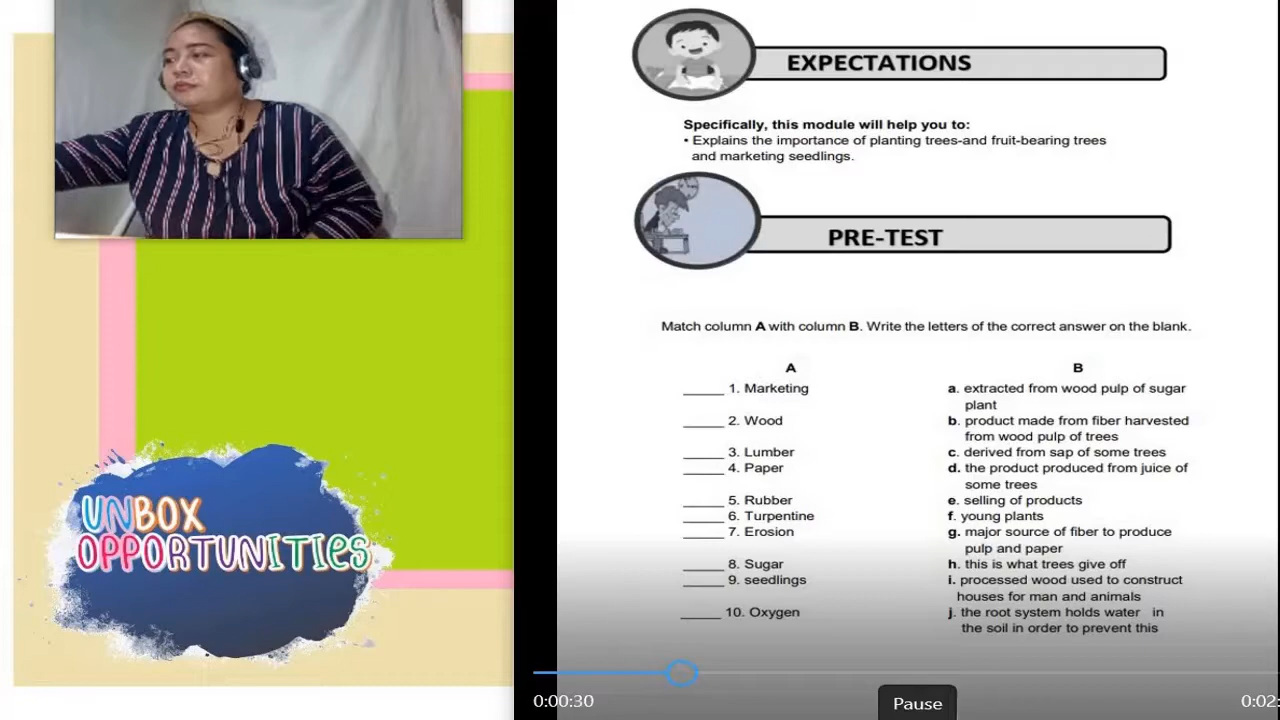 EXPECTATIONS
Specifically, this module will help you to:
• Explains the importance of planting trees-and fruit-bearing trees
and marketing seedlings.
PRE-TEST
Match column A with column B. Write the letters of the correct answer on the blank.
A
_____ 1. Marketing
_____ 2. Wood
_____ 3. Lumber
_____ 4. Paper
_____ 5. Rubber
_____ 6. Turpentine
_____ 7. Erosion
_____ 8. Sugar
_____ 9. seedlings
_____ 10. Oxygen
B
a. extracted from wood pulp of sugar
plant
b. product made from fiber harvested
from wood pulp of trees
c. derived from sap of some trees
d. the product produced from juice of
some trees
e. selling of products
f. young plants
g. major source of fiber to produce
pulp and paper
h. this is what trees give off
i. processed wood used to construct
houses for man and animals
j. the root system holds water in
the soil in order to prevent this
UNBOX
OPPORTUNITIES
0:00:30
Pause
0:02: